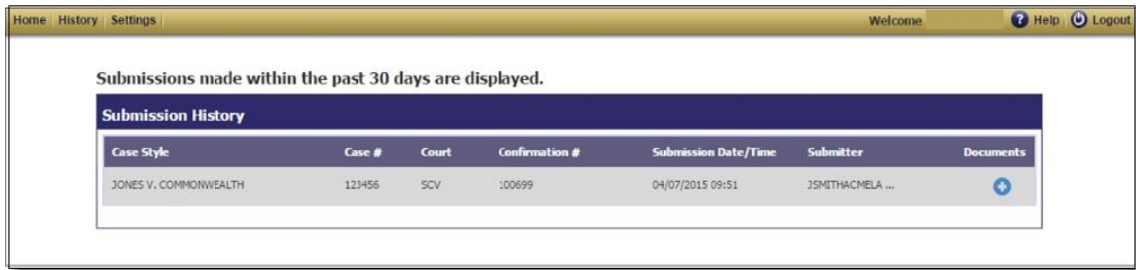 Home History Settings Welcome Help Logout
Submissions made within the past 30 days are displayed.
Submission History
Case Style Case # Court Confirmation # Submission Date/Time Submitter Documents
JONES V. COMMONWEALTH 123456 SCV 100699 04/07/2015 09:51 JSMITHACMELA ...